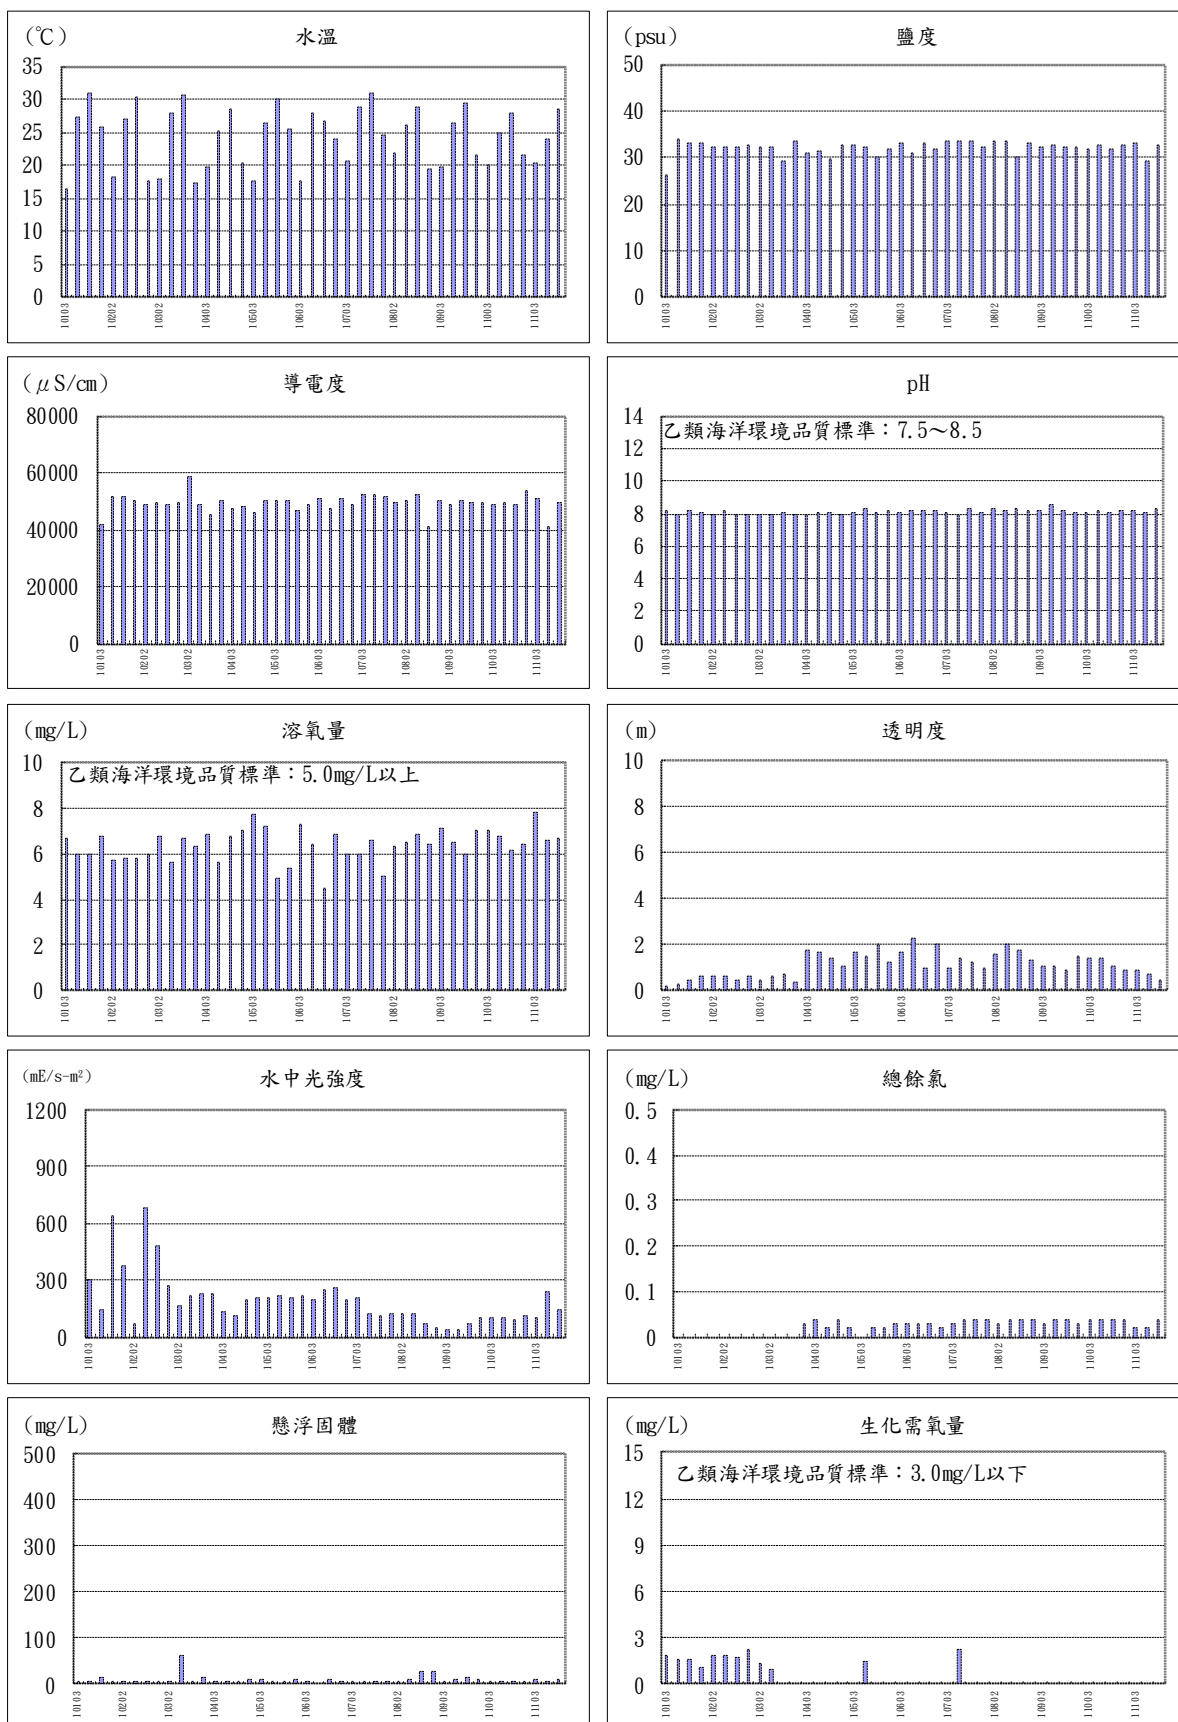 (℃) 水溫
35
30
25
20
15
10
5
0
10103 10202 10302 10403 10503 10603 10703 10802 10903 11003 11103
(psu) 鹽度
50
40
30
20
10
0
10103 10202 10302 10403 10503 10603 10703 10802 10903 11003 11103
(μS/cm) 導電度
80000
60000
40000
20000
0
10103 10202 10302 10403 10503 10603 10703 10802 10903 11003 11103
pH
14
乙類海洋環境品質標準：7.5～8.5
12
10
8
6
4
2
0
10103 10202 10302 10403 10503 10603 10703 10802 10903 11003 11103
(mg/L) 溶氧量
10
乙類海洋環境品質標準：5.0mg/L以上
8
6
4
2
0
10103 10202 10302 10403 10503 10603 10703 10802 10903 11003 11103
(m) 透明度
10
8
6
4
2
0
10103 10202 10302 10403 10503 10603 10703 10802 10903 11003 11103
(mE/s-m²) 水中光強度
1200
900
600
300
0
10103 10202 10302 10403 10503 10603 10703 10802 10903 11003 11103
(mg/L) 總餘氯
0.5
0.4
0.3
0.2
0.1
0
10103 10202 10302 10403 10503 10603 10703 10802 10903 11003 11103
(mg/L) 懸浮固體
500
400
300
200
100
0
10103 10202 10302 10403 10503 10603 10703 10802 10903 11003 11103
(mg/L) 生化需氧量
15
乙類海洋環境品質標準：3.0mg/L以下
12
9
6
3
0
10103 10202 10302 10403 10503 10603 10703 10802 10903 11003 11103